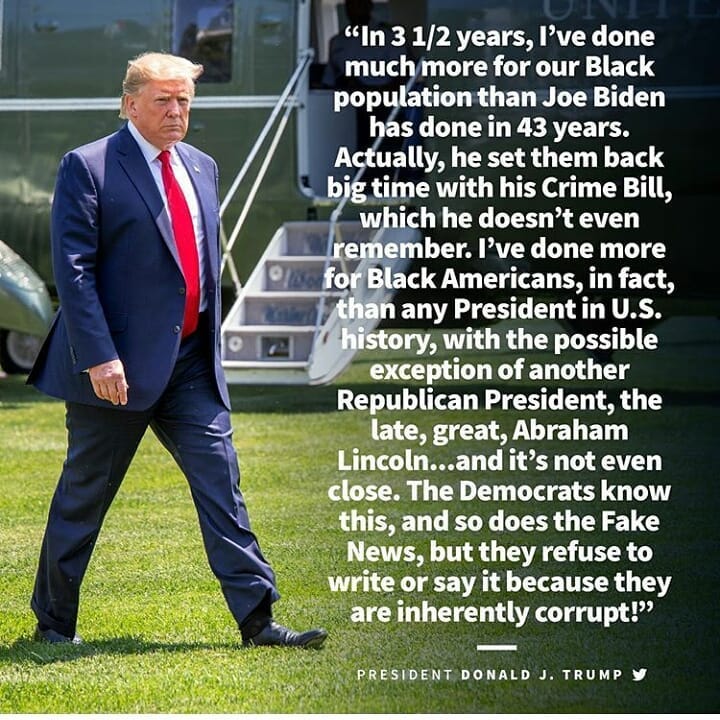 UNITE
“In 3 1/2 years, I’ve done
much more for our Black
population than Joe Biden
has done in 43 years.
Actually, he set them back
big time with his Crime Bill,
which he doesn’t even
remember. I’ve done more
for Black Americans, in fact,
than any President in U.S.
history, with the possible
exception of another
Republican President, the
late, great, Abraham
Lincoln...and it’s not even
close. The Democrats know
this, and so does the Fake
News, but they refuse to
write or say it because they
are inherently corrupt!”
PRESIDENT DONALD J. TRUMP